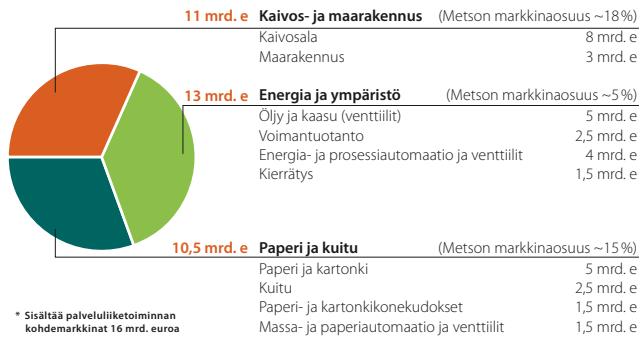 11 mrd. e Kaivos- ja maarakennus (Metson markkinaosuus ~18%)
Kaivosala 8 mrd. e
Maarakennus 3 mrd. e
13 mrd. e Energia ja ympäristö (Metson markkinaosuus ~5%)
Öljy ja kaasu (venttiilit) 5 mrd. e
Voimantuotanto 2,5 mrd. e
Energia- ja prosessiautomaatio ja venttiilit 4 mrd. e
Kierrätys 1,5 mrd. e
10,5 mrd. e Paperi ja kuitu (Metson markkinaosuus ~15%)
Paperi ja kartonki 5 mrd. e
Kuitu 2,5 mrd. e
Paperi- ja kartonkikonekudokset 1,5 mrd. e
Massa- ja paperiautomaatio ja venttiilit 1,5 mrd. e
* Sisältää palveluliiketoiminnan
kohdemarkkinat 16 mrd. euroa